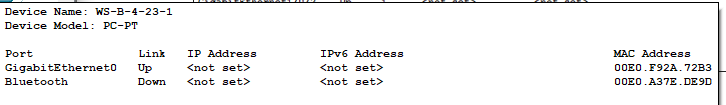 Device Name: WS-B-4-23-1
Device Model: PC-PT
Port Link IP Address IPv6 Address MAC Address
GigabitEthernet0 Up <not set> <not set> 00E0.F92A.72B3
Bluetooth Down <not set> <not set> 00E0.A37E.DE9D